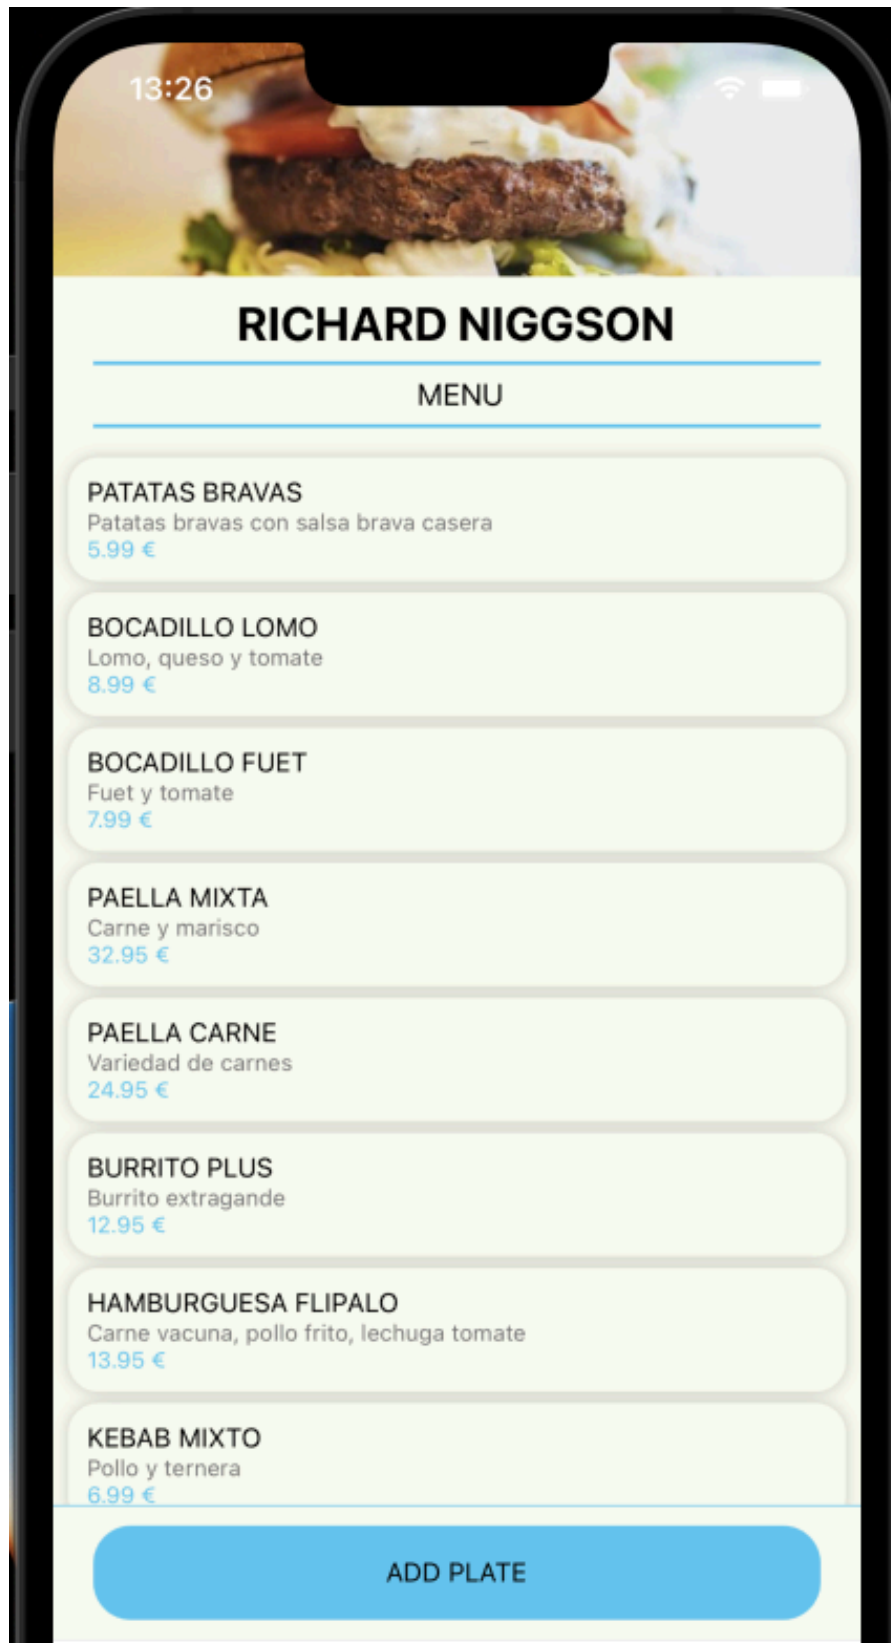 13:26
RICHARD NIGGSON
MENU
PATATAS BRAVAS
Patatas bravas con salsa brava casera
5.99 €
BOCADILLO LOMO
Lomo, queso y tomate
8.99 €
BOCADILLO FUET
Fuet y tomate
7.99 €
PAELLA MIXTA
Carne y marisco
32.95 €
PAELLA CARNE
Variedad de carnes
24.95 €
BURRITO PLUS
Burrito extragande
12.95 €
HAMBURGUESA FLIPALO
Carne vacuna, pollo frito, lechuga tomate
13.95 €
KEBAB MIXTO
Pollo y ternera
6.99 €
ADD PLATE